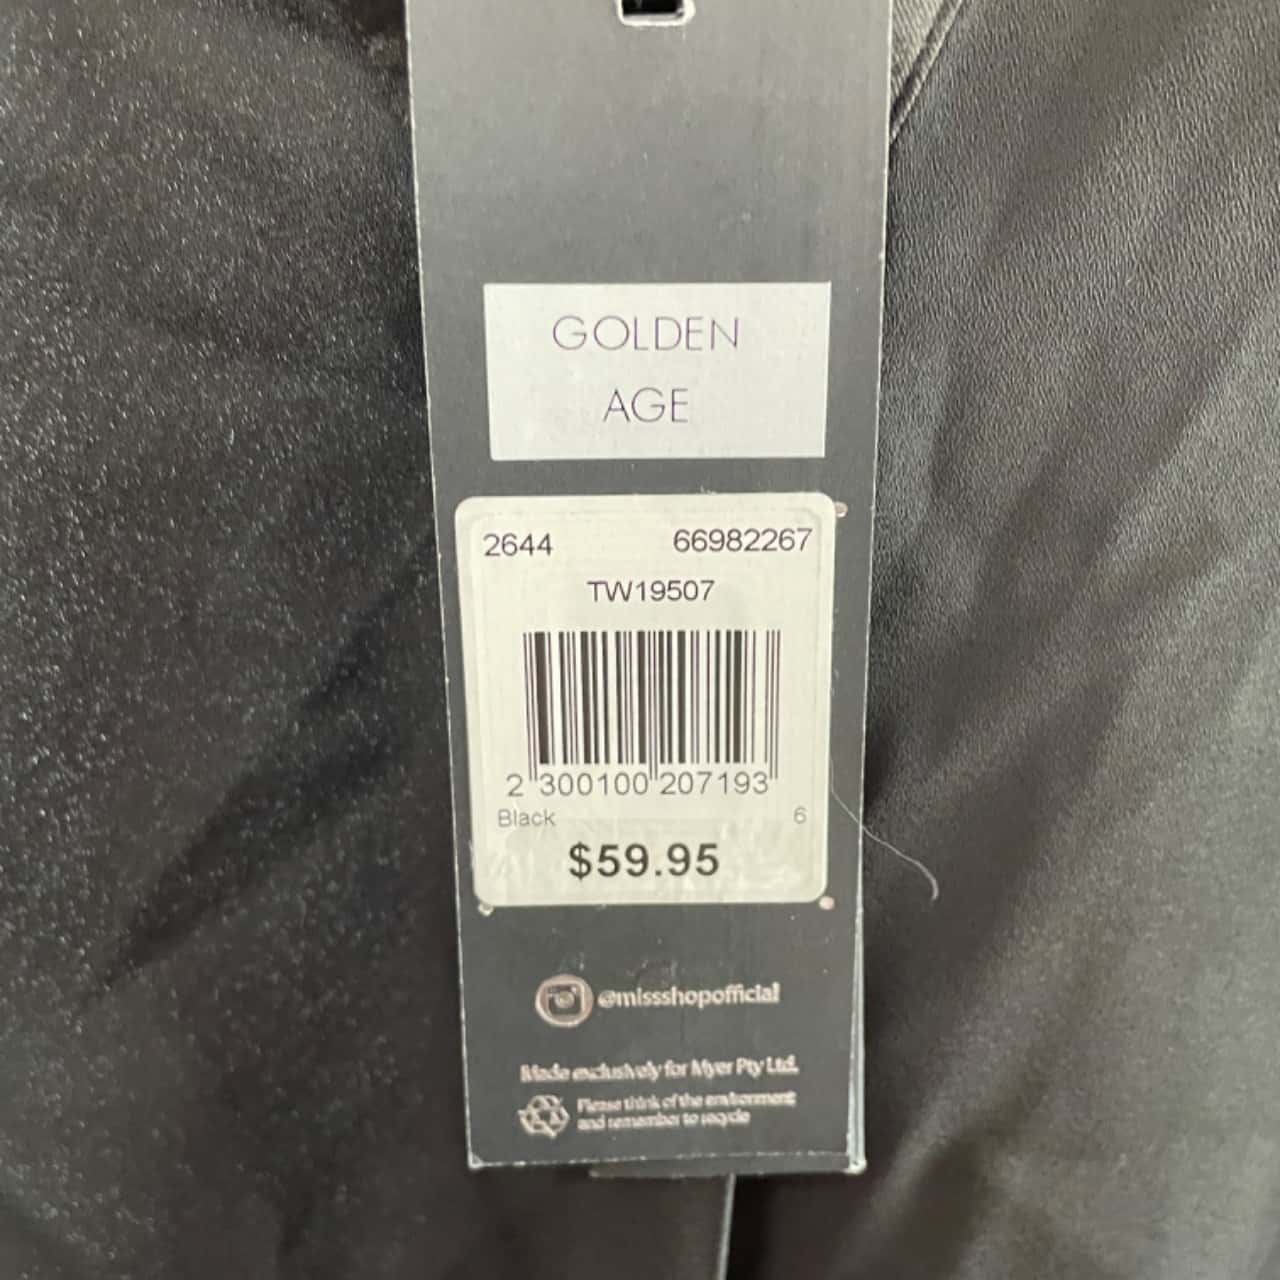 GOLDEN
AGE
2644 66982267
TW19507
2 300100 207193
Black 6
$59.95
@missshopofficial
Made exclusively for Myer Pty Ltd.
Please think of the environment
and remember to recycle